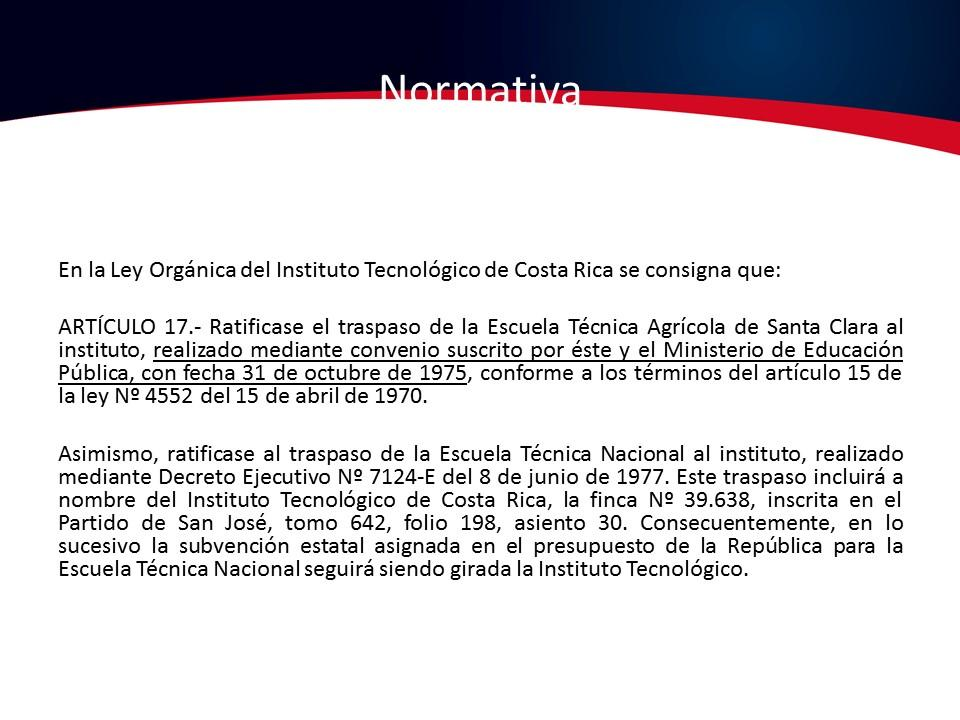 Normativa
En la Ley Orgánica del Instituto Tecnológico de Costa Rica se consigna que:
ARTÍCULO 17.- Ratificase el traspaso de la Escuela Técnica Agrícola de Santa Clara al
instituto, realizado mediante convenio suscrito por éste y el Ministerio de Educación
Pública, con fecha 31 de octubre de 1975, conforme a los términos del artículo 15 de
la ley Nº 4552 del 15 de abril de 1970.
Asimismo, ratificase al traspaso de la Escuela Técnica Nacional al instituto, realizado
mediante Decreto Ejecutivo Nº 7124-E del 8 de junio de 1977. Este traspaso incluirá a
nombre del Instituto Tecnológico de Costa Rica, la finca Nº 39.638, inscrita en el
Partido de San José, tomo 642, folio 198, asiento 30. Consecuentemente, en lo
sucesivo la subvención estatal asignada en el presupuesto de la República para la
Escuela Técnica Nacional seguirá siendo girada la Instituto Tecnológico.